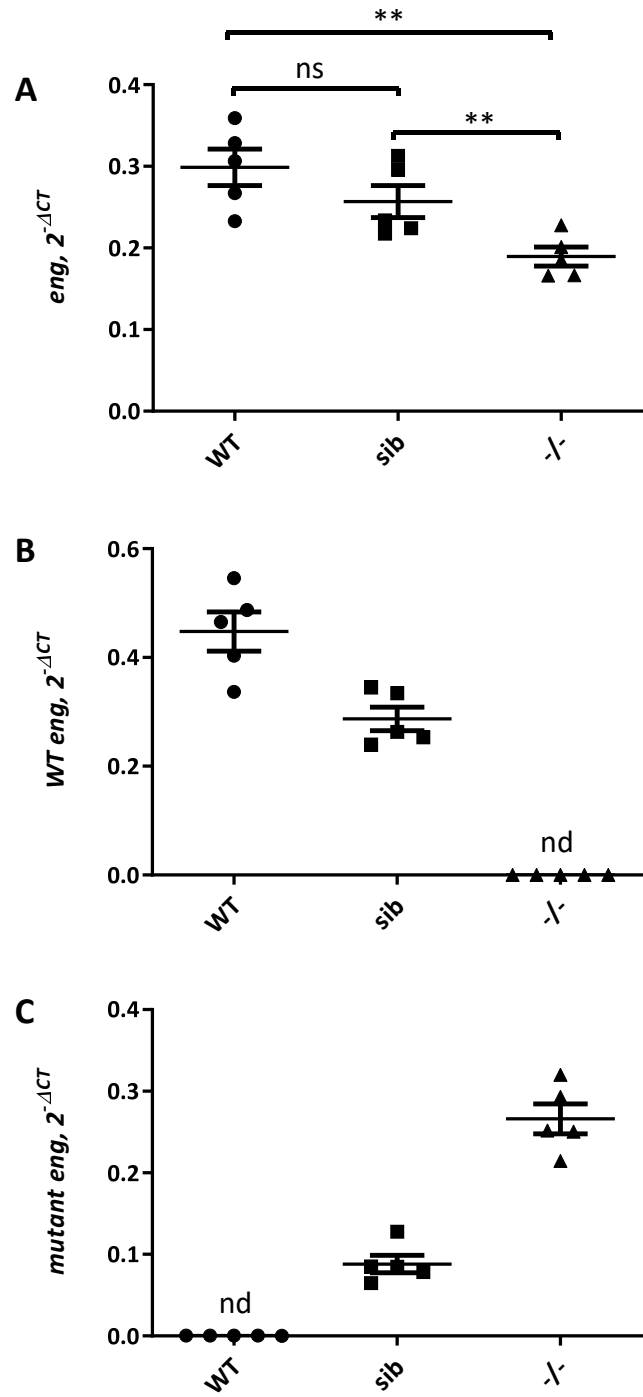 **
A
0.4
ns
**
0.3
0.2
0.1
0.0
eng, 2^-ΔCT
WT
sib
-/-
B
0.6
0.4
0.2
0.0
WT eng, 2^-ΔCT
nd
WT
sib
-/-
C
0.4
0.3
0.2
0.1
0.0
mutant eng, 2^-ΔCT
nd
WT
sib
-/-